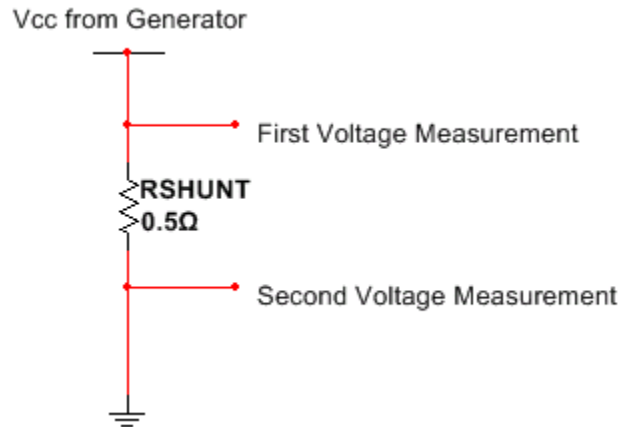 Vcc from Generator
First Voltage Measurement
RSHUNT
0.5Ω
Second Voltage Measurement